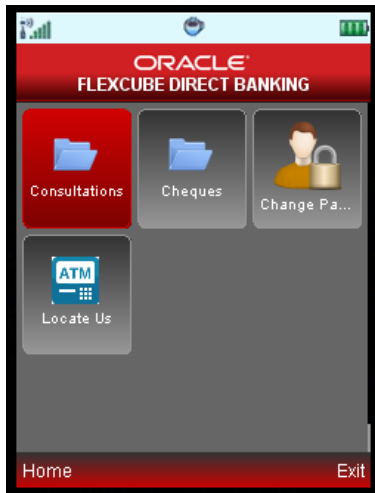 ORACLE
FLEXCUBE DIRECT BANKING
Consultations
Cheques
Change Pa...
ATM
Locate Us
Home
Exit